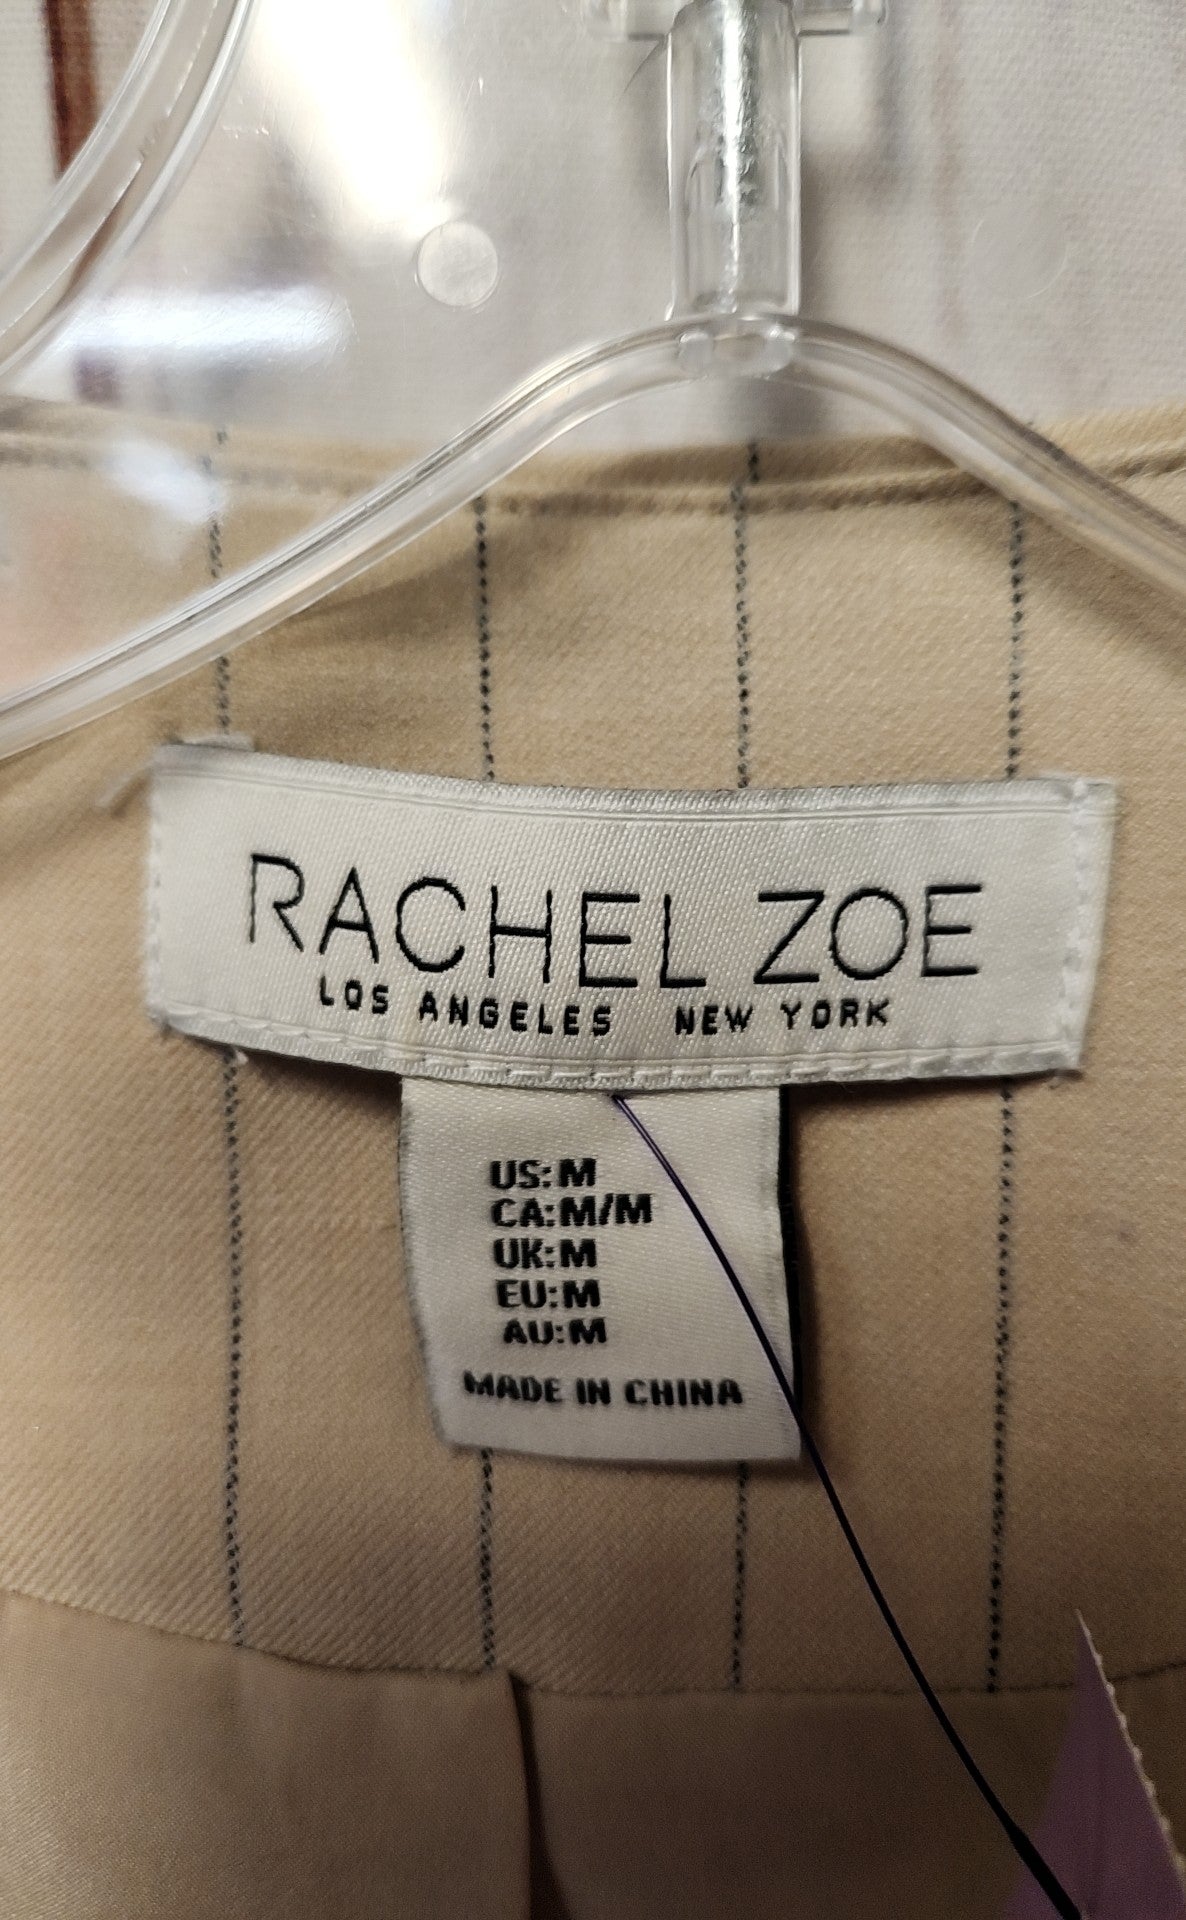 RACHEL ZOE
LOS ANGELES NEW YORK
US:M
CA:M/M
UK:M
EU:M
AU:M
MADE IN CHINA